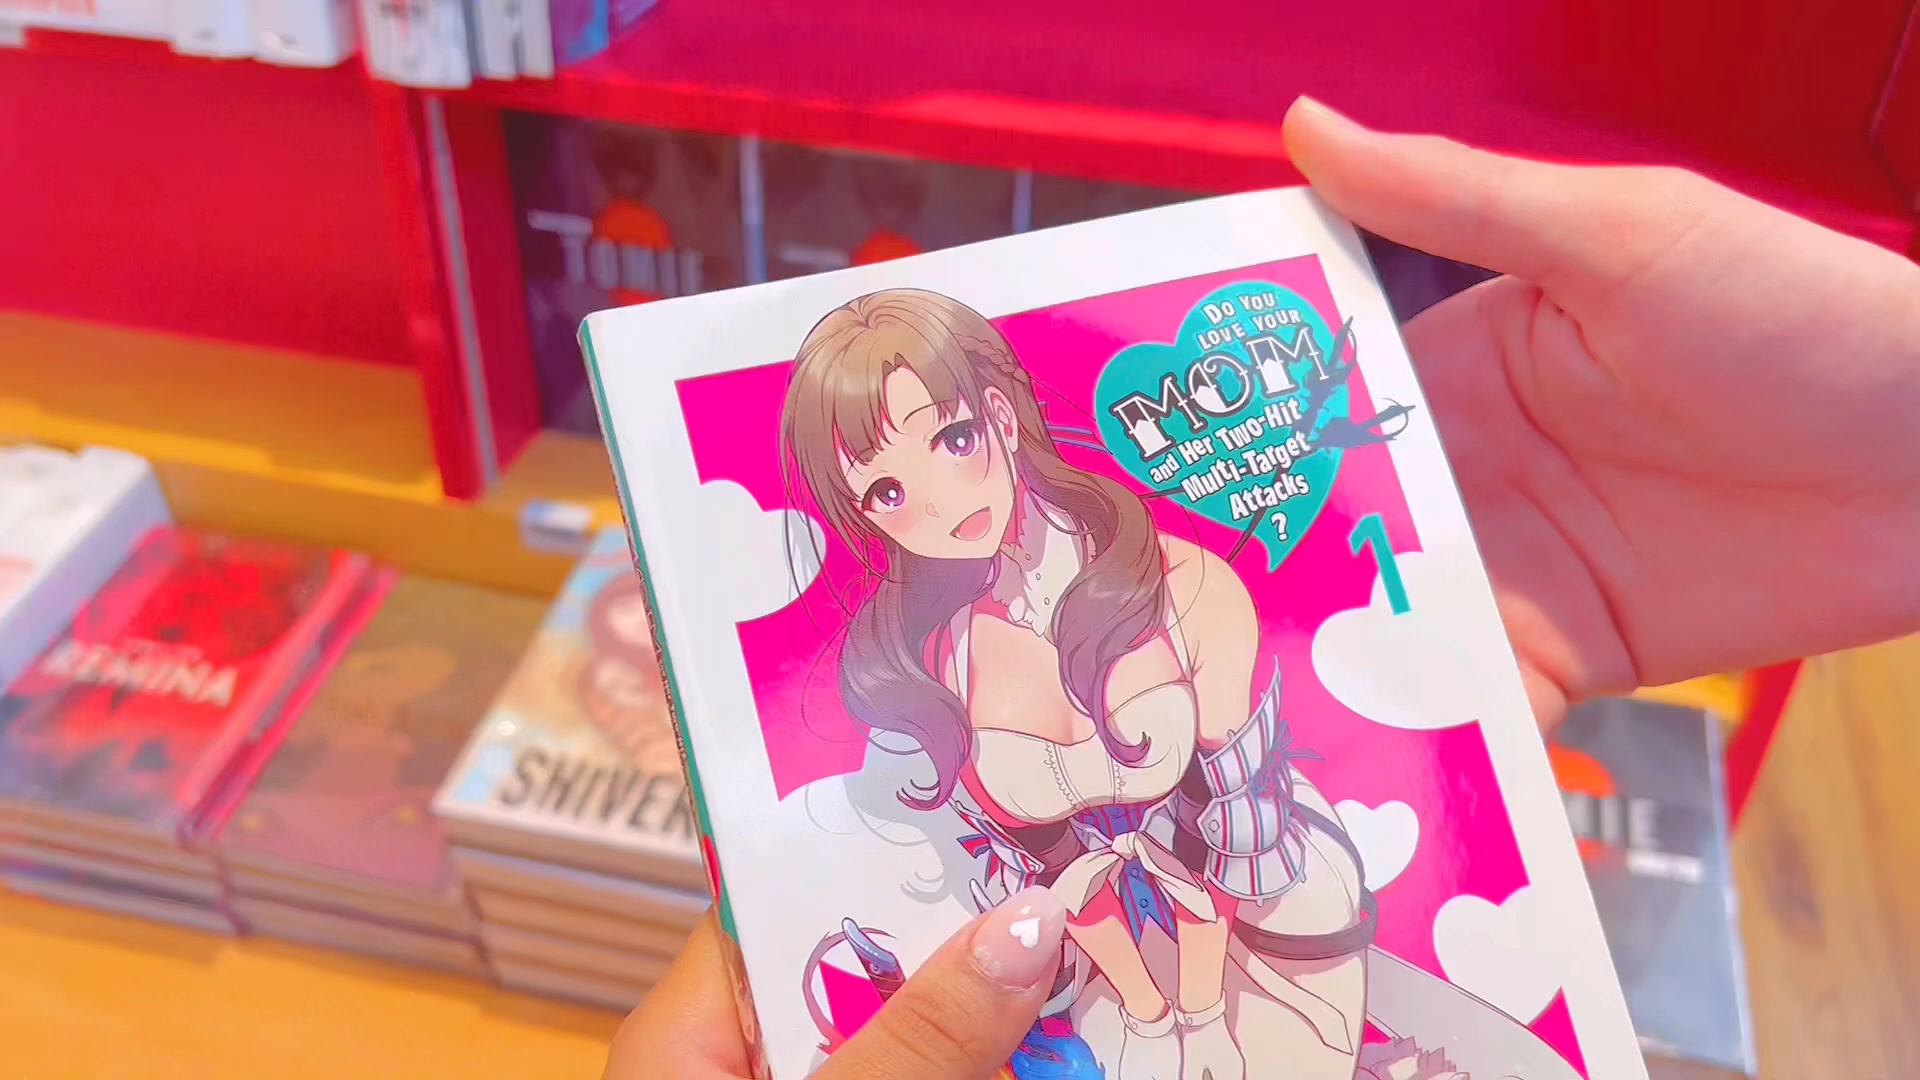 TOMIE
DO YOU
LOVE YOUR
MOM
and Her Two-Hit
Multi-Target
Attacks
?
1
REMINA
SHIVER